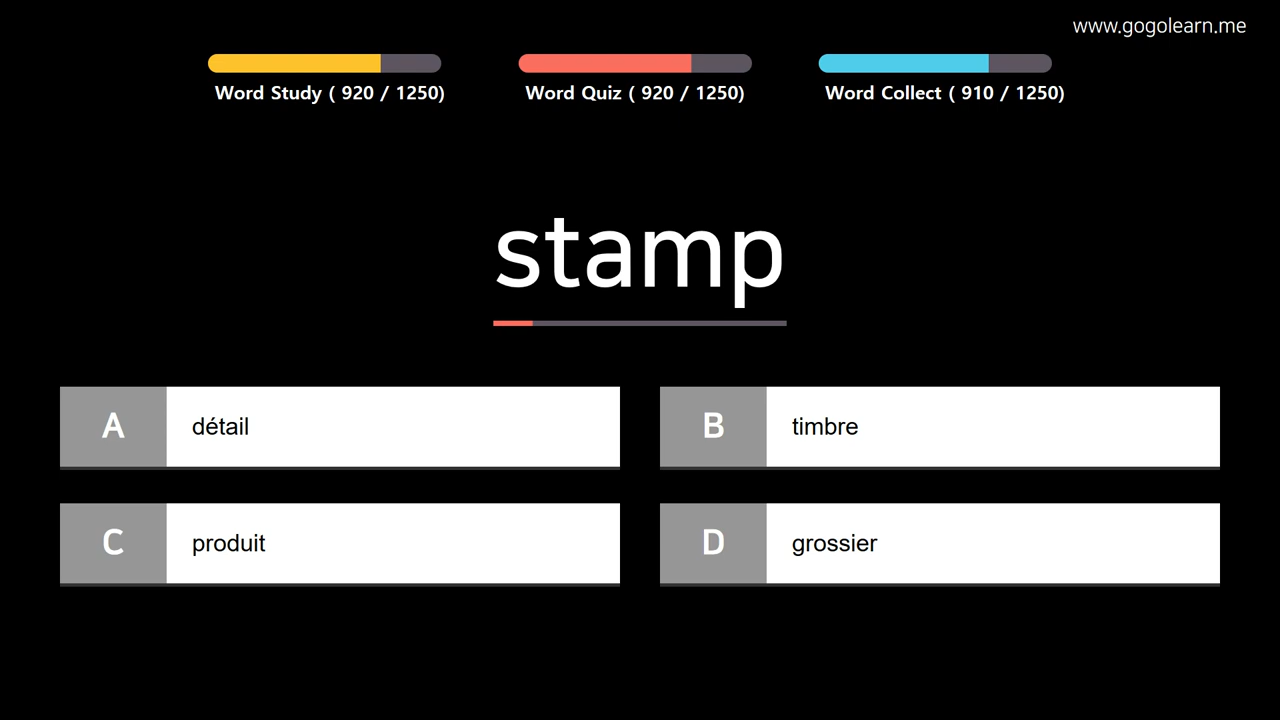 www.gogolearn.me
Word Study ( 920 / 1250)
Word Quiz ( 920 / 1250)
Word Collect ( 910 / 1250)
stamp
A détail
B timbre
C produit
D grossier